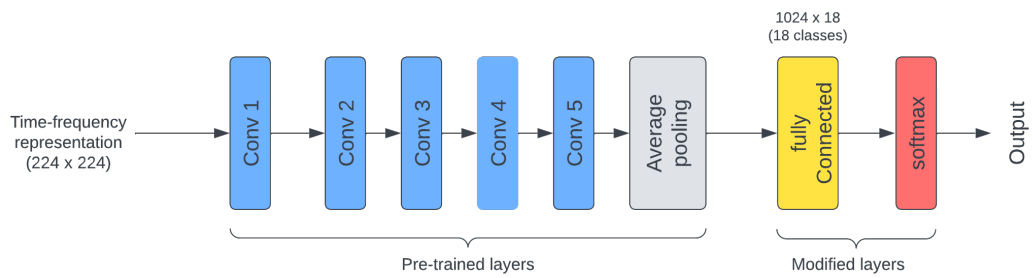 1024 x 18
(18 classes)
Time-frequency
representation
(224 x 224)
Conv 1
Conv 2
Conv 3
Conv 4
Conv 5
Average
pooling
fully
Connected
softmax
Output
Pre-trained layers
Modified layers